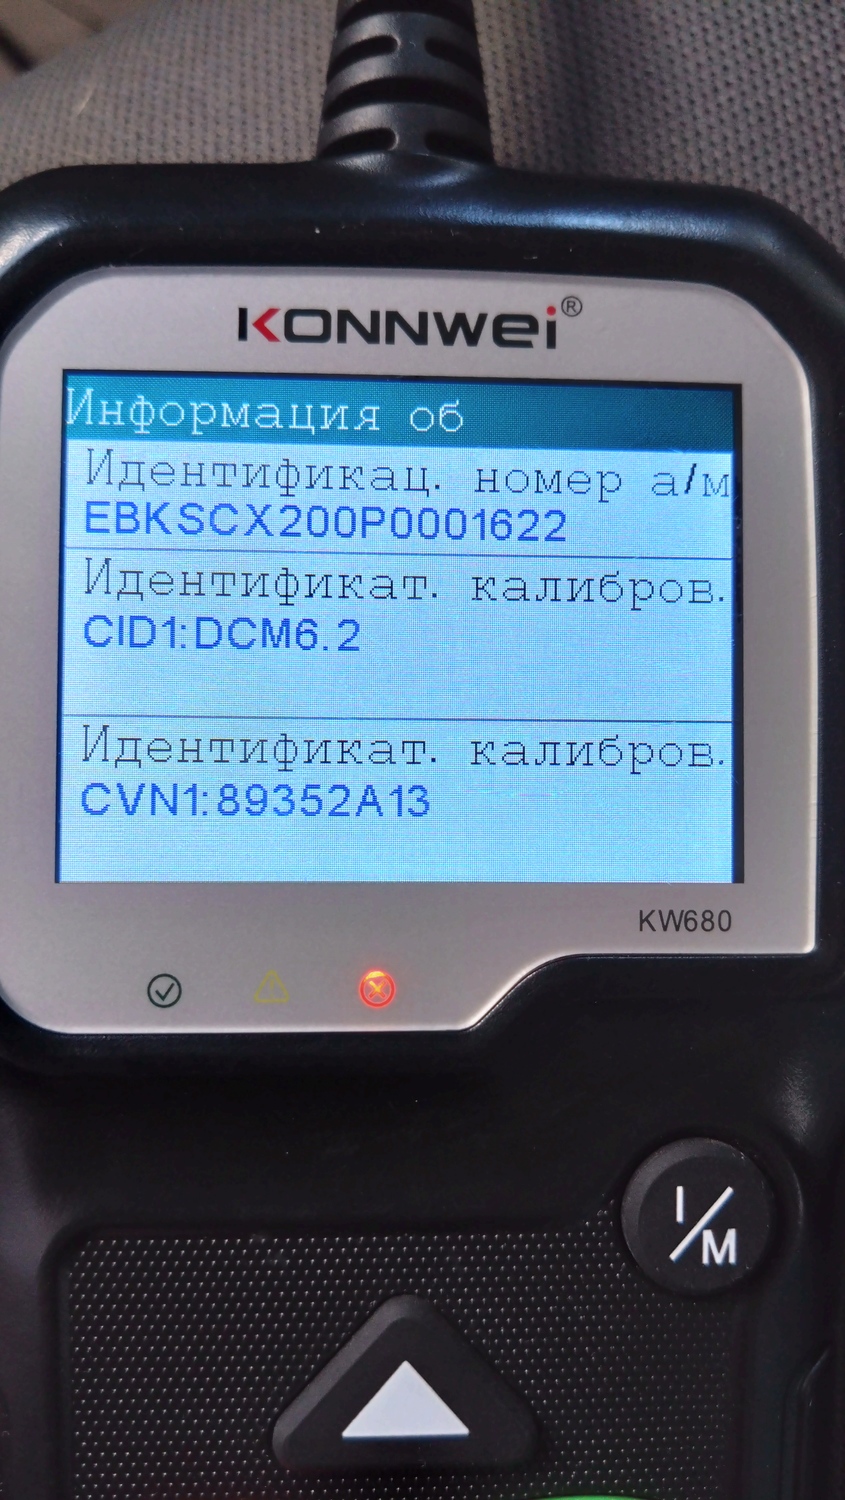 KONNWEI®
Информация об
Идентификац. номер а/м
EBKSCX200P0001622
Идентификат. калибров.
CID1:DCM6.2
Идентификат. калибров.
CVN1:89352A13
KW680
I/M